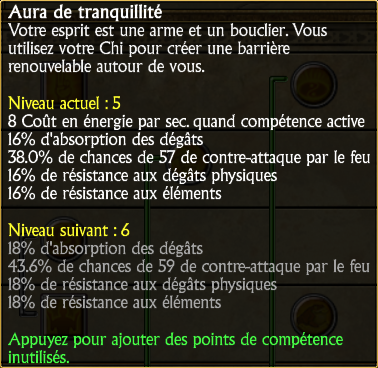 Aura de tranquillité
Votre esprit est une arme et un bouclier. Vous
utilisez votre Chi pour créer une barrière
renouvelable autour de vous.
Niveau actuel : 5
8 Coût en énergie par sec. quand compétence active
16% d'absorption des dégâts
38.0% de chances de 57 de contre-attaque par le feu
16% de résistance aux dégâts physiques
16% de résistance aux éléments
Niveau suivant : 6
18% d'absorption des dégâts
43.6% de chances de 59 de contre-attaque par le feu
18% de résistance aux dégâts physiques
18% de résistance aux éléments
Appuyez pour ajouter des points de compétence
inutilisés.